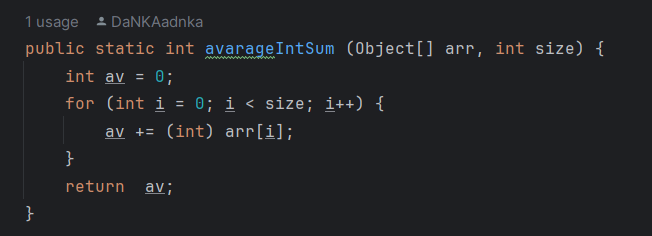 1 usage DaNKAadnka
public static int avarageIntSum (Object[] arr, int size) {
int av = 0;
for (int i = 0; i < size; i++) {
av += (int) arr[i];
}
return  av;
}